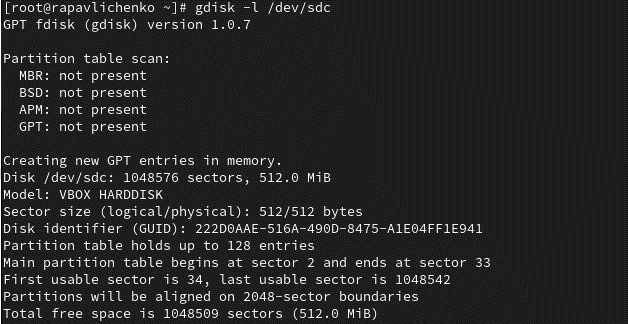 [root@rapavlichenko ~]# gdisk -l /dev/sdc
GPT fdisk (gdisk) version 1.0.7

Partition table scan:
  MBR: not present
  BSD: not present
  APM: not present
  GPT: not present

Creating new GPT entries in memory.
Disk /dev/sdc: 1048576 sectors, 512.0 MiB
Model: VBOX HARDDISK
Sector size (logical/physical): 512/512 bytes
Disk identifier (GUID): 222D0AAE-516A-490D-8475-A1E04FF1E941
Partition table holds up to 128 entries
Main partition table begins at sector 2 and ends at sector 33
First usable sector is 34, last usable sector is 1048542
Partitions will be aligned on 2048-sector boundaries
Total free space is 1048509 sectors (512.0 MiB)